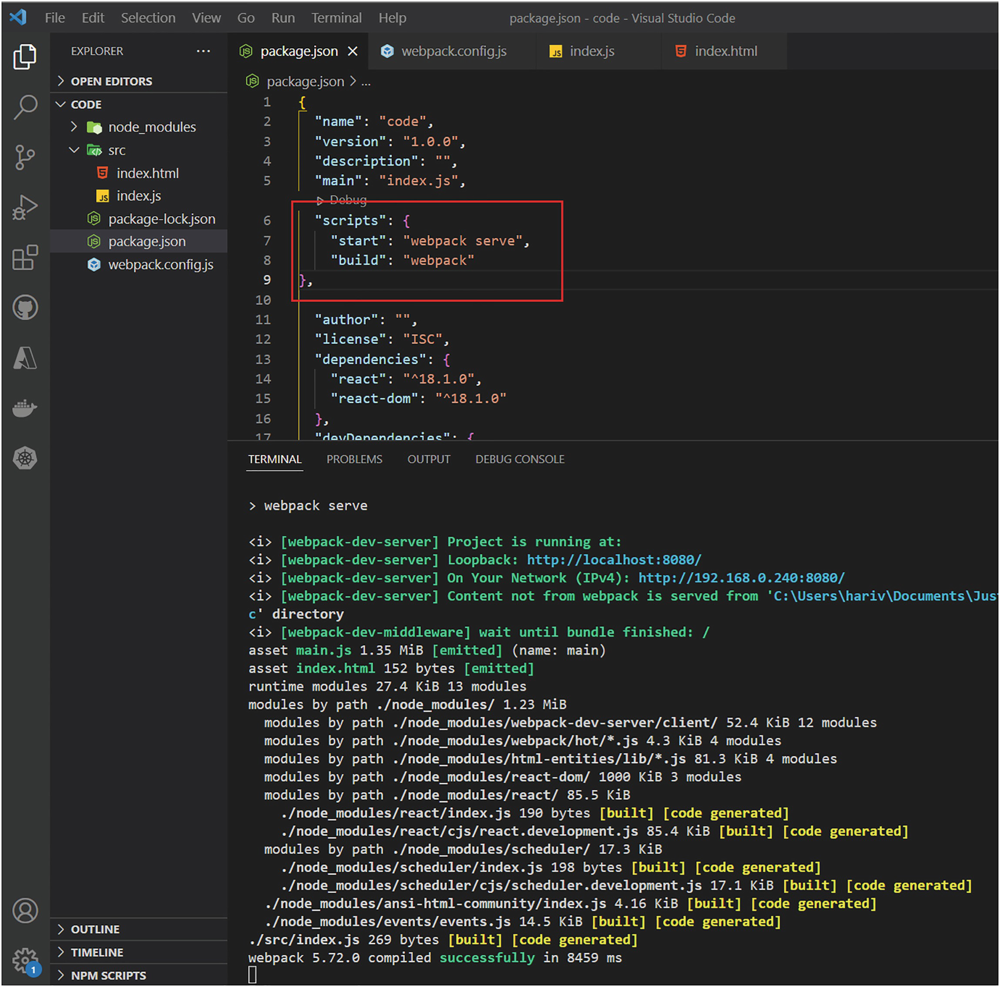 File Edit Selection View Go Run Terminal Help package.json - code - Visual Studio Code
EXPLORER ...
OPEN EDITORS
CODE
node_modules
src
index.html
index.js
package-lock.json
package.json
webpack.config.js
OUTLINE
TIMELINE
NPM SCRIPTS
1
package.json webpack.config.js index.js index.html
package.json > ...
1 {
2 "name": "code",
3 "version": "1.0.0",
4 "description": "",
5 "main": "index.js",
Debug
6 "scripts": {
7 "start": "webpack serve",
8 "build": "webpack"
9 },
10
11 "author": "",
12 "license": "ISC",
13 "dependencies": {
14 "react": "^18.1.0",
15 "react-dom": "^18.1.0"
16 },
17 "devDependencies": {
TERMINAL PROBLEMS OUTPUT DEBUG CONSOLE
> webpack serve
<i> [webpack-dev-server] Project is running at:
<i> [webpack-dev-server] Loopback: http://localhost:8080/
<i> [webpack-dev-server] On Your Network (IPv4): http://192.168.0.240:8080/
<i> [webpack-dev-server] Content not from webpack is served from 'C:\Users\hariv\Documents\Jus
c' directory
<i> [webpack-dev-middleware] wait until bundle finished: /
asset main.js 1.35 MiB [emitted] (name: main)
asset index.html 152 bytes [emitted]
runtime modules 27.4 KiB 13 modules
modules by path ./node_modules/ 1.23 MiB
modules by path ./node_modules/webpack-dev-server/client/ 52.4 KiB 12 modules
modules by path ./node_modules/webpack/hot/*.js 4.3 KiB 4 modules
modules by path ./node_modules/html-entities/lib/*.js 81.3 KiB 4 modules
modules by path ./node_modules/react-dom/ 1000 KiB 3 modules
modules by path ./node_modules/react/ 85.5 KiB
./node_modules/react/index.js 190 bytes [built] [code generated]
./node_modules/react/cjs/react.development.js 85.4 KiB [built] [code generated]
modules by path ./node_modules/scheduler/ 17.3 KiB
./node_modules/scheduler/index.js 198 bytes [built] [code generated]
./node_modules/scheduler/cjs/scheduler.development.js 17.1 KiB [built] [code generated]
./node_modules/ansi-html-community/index.js 4.16 KiB [built] [code generated]
./node_modules/events/events.js 14.5 KiB [built] [code generated]
./src/index.js 269 bytes [built] [code generated]
webpack 5.72.0 compiled successfully in 8459 ms